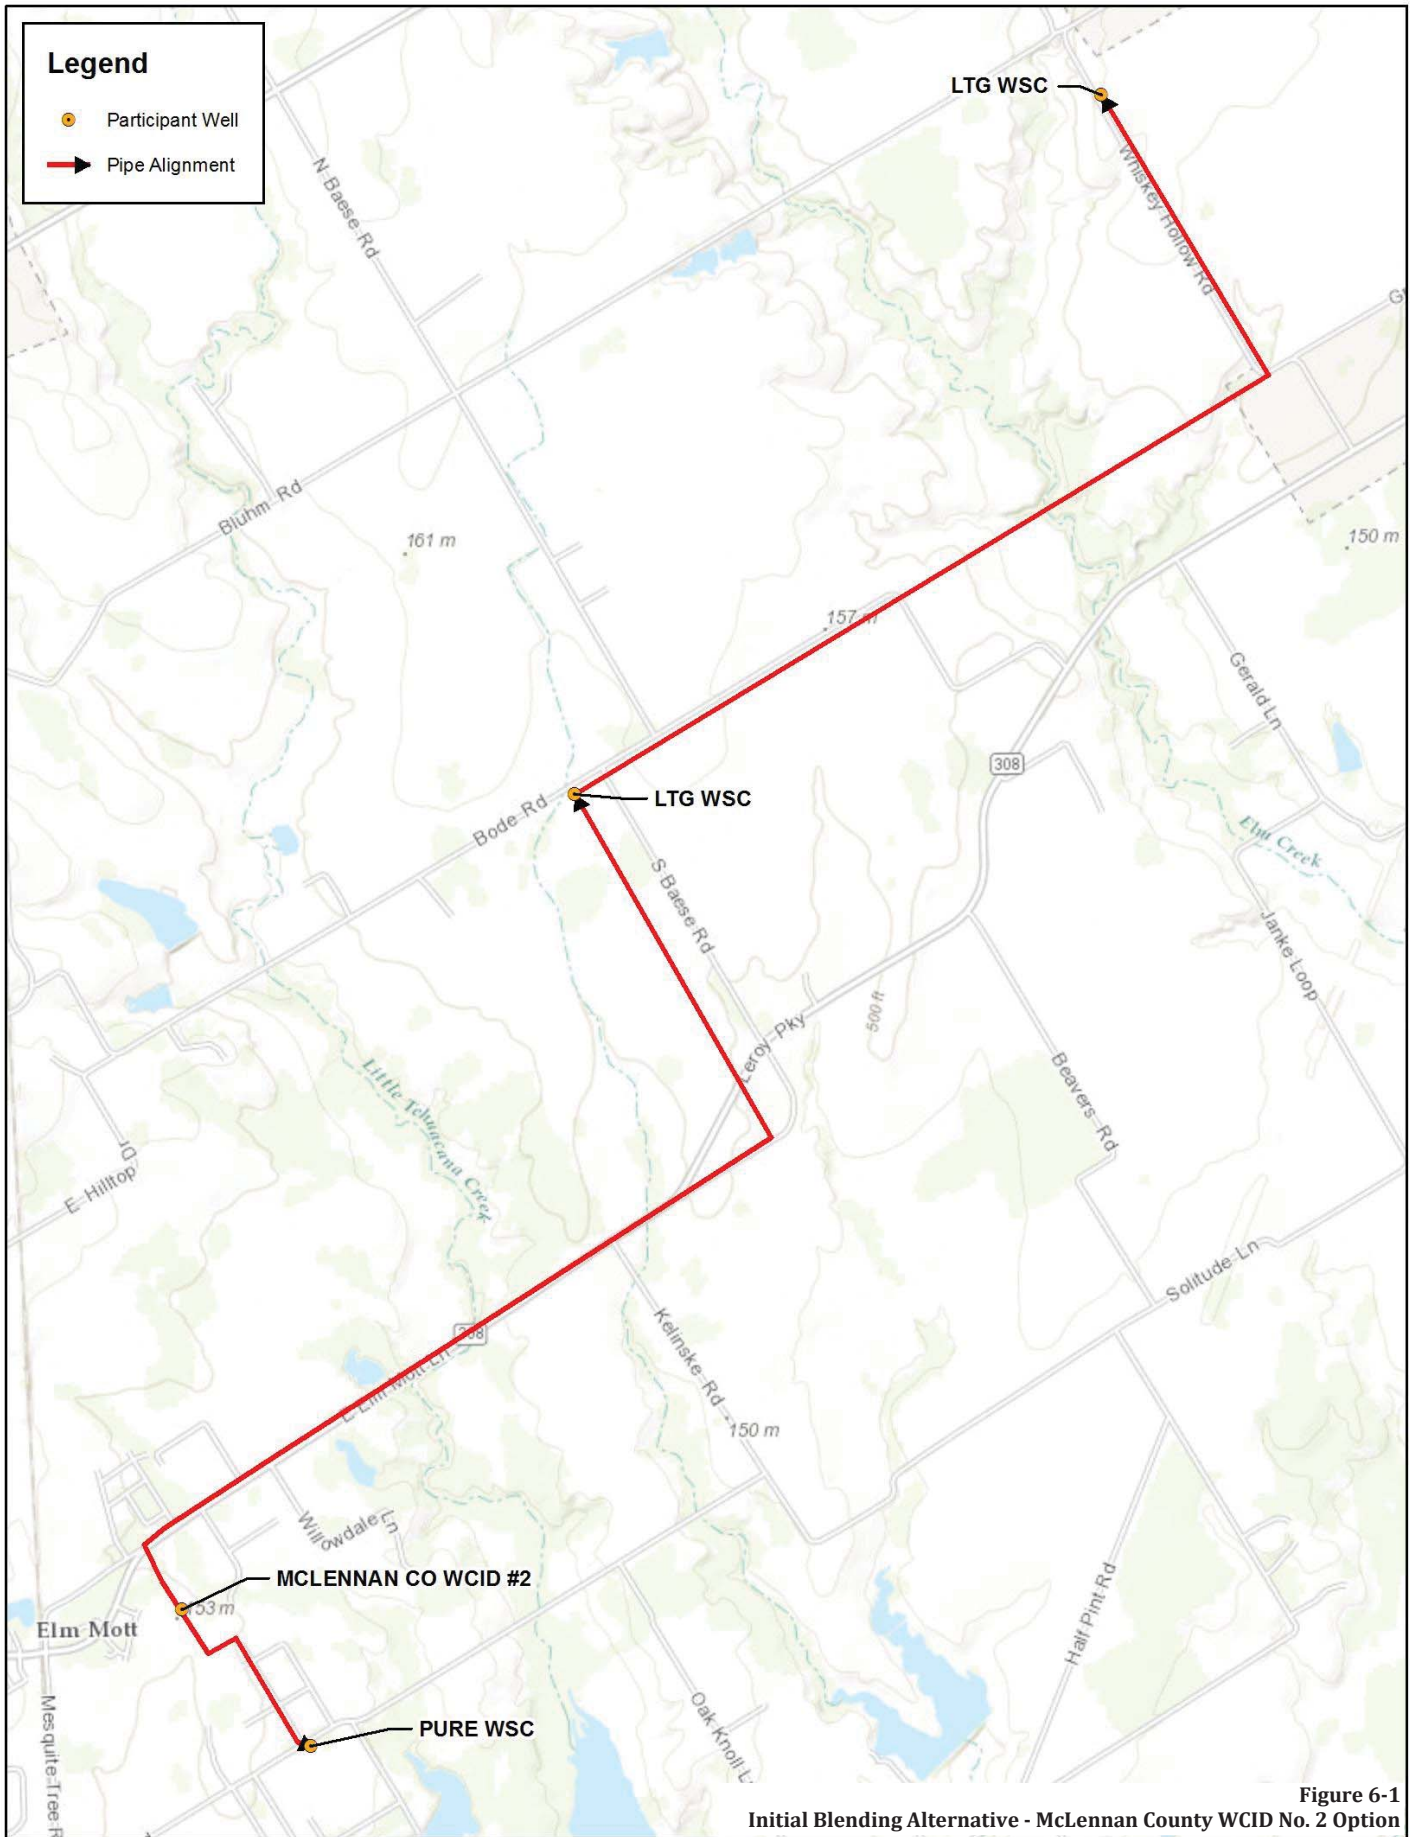 Legend
Participant Well
Pipe Alignment
LTG WSC
N Baese Rd
Whiskey Hollow Rd
Bluhm Rd
161 m
150 m
157 m
Gerald Ln
308
LTG WSC
Bode Rd
Elm Creek
S Baese Rd
Janke Loop
500 ft
Leroy Pky
Beavers Rd
Little Tehuacana Creek
E Hilltop Dr
Solitude Ln
308
Kelinske Rd
E Elm Mott Ln
150 m
Willowdale Ln
MCLENNAN CO WCID #2
153 m
Elm Mott
Half Pint Rd
Mesquite Tree R
Oak Knoll L
PURE WSC
Figure 6-1
Initial Blending Alternative - McLennan County WCID No. 2 Option